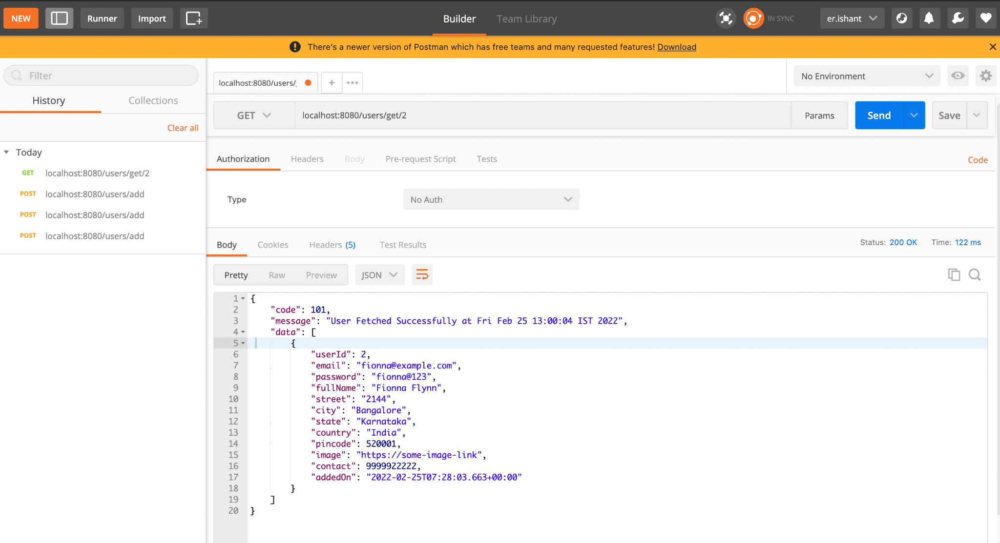 NEW Runner Import Builder Team Library IN SYNC er.ishant
There's a newer version of Postman which has free teams and many requested features! Download
Filter
History Collections
Clear all
Today
GET localhost:8080/users/get/2
POST localhost:8080/users/add
POST localhost:8080/users/add
POST localhost:8080/users/add
localhost:8080/users/
No Environment
GET localhost:8080/users/get/2 Params Send Save
Authorization Headers Body Pre-request Script Tests Code
Type No Auth
Body Cookies Headers (5) Test Results Status: 200 OK Time: 122 ms
Pretty Raw Preview JSON
1 {
2 "code": 101,
3 "message": "User Fetched Successfully at Fri Feb 25 13:00:04 IST 2022",
4 "data": [
5 {
6 "userId": 2,
7 "email": "fionna@example.com",
8 "password": "fionna@123",
9 "fullName": "Fionna Flynn",
10 "street": "2144",
11 "city": "Bangalore",
12 "state": "Karnataka",
13 "country": "India",
14 "pincode": 520001,
15 "image": "https://some-image-link",
16 "contact": 9999922222,
17 "addedOn": "2022-02-25T07:28:03.663+00:00"
18 }
19 ]
20 }